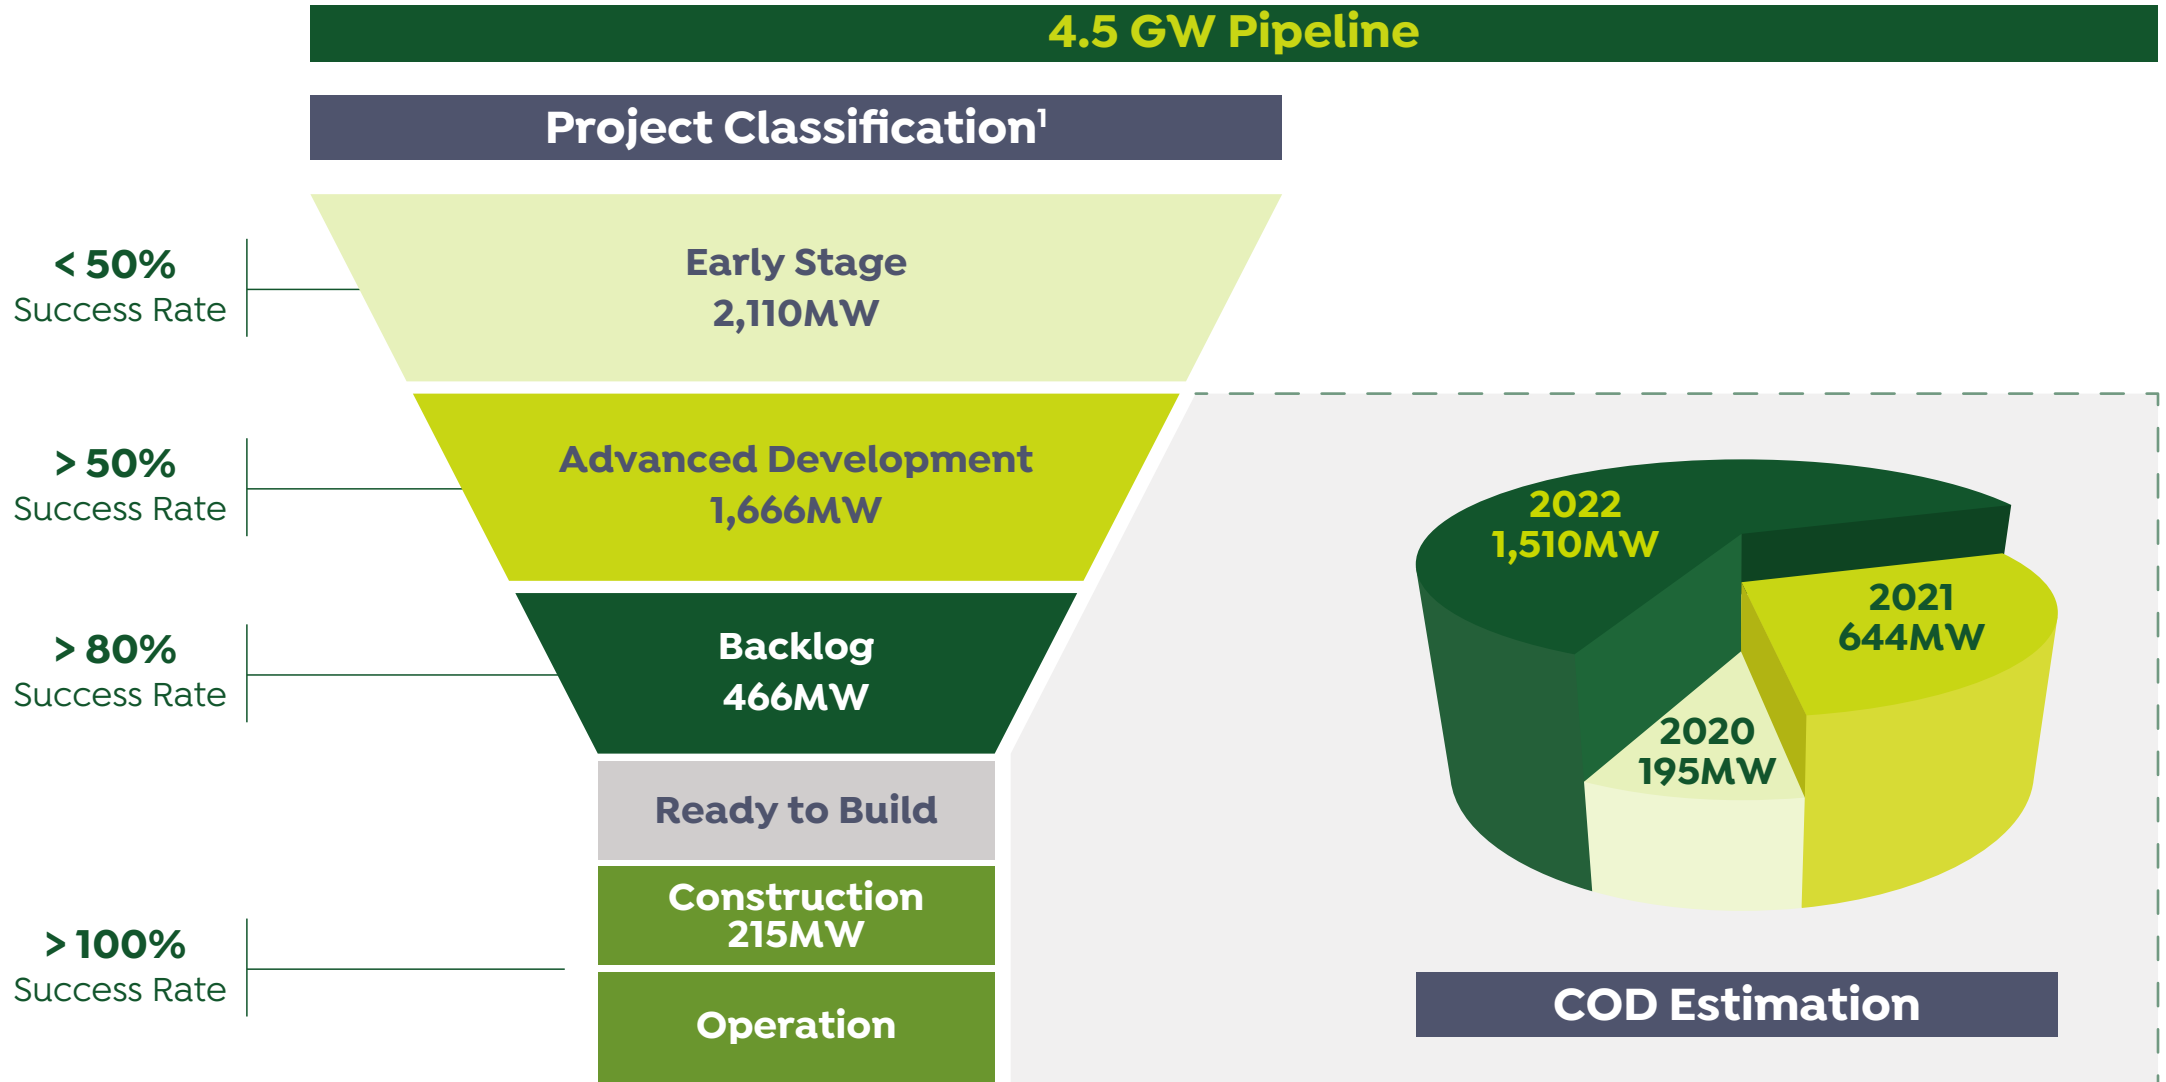 4.5 GW Pipeline
Project Classification¹
< 50%
Success Rate
Early Stage
2,110MW
> 50%
Success Rate
Advanced Development
1,666MW
> 80%
Success Rate
Backlog
466MW
Ready to Build
> 100%
Success Rate
Construction
215MW
Operation
2022
1,510MW
2021
644MW
2020
195MW
COD Estimation